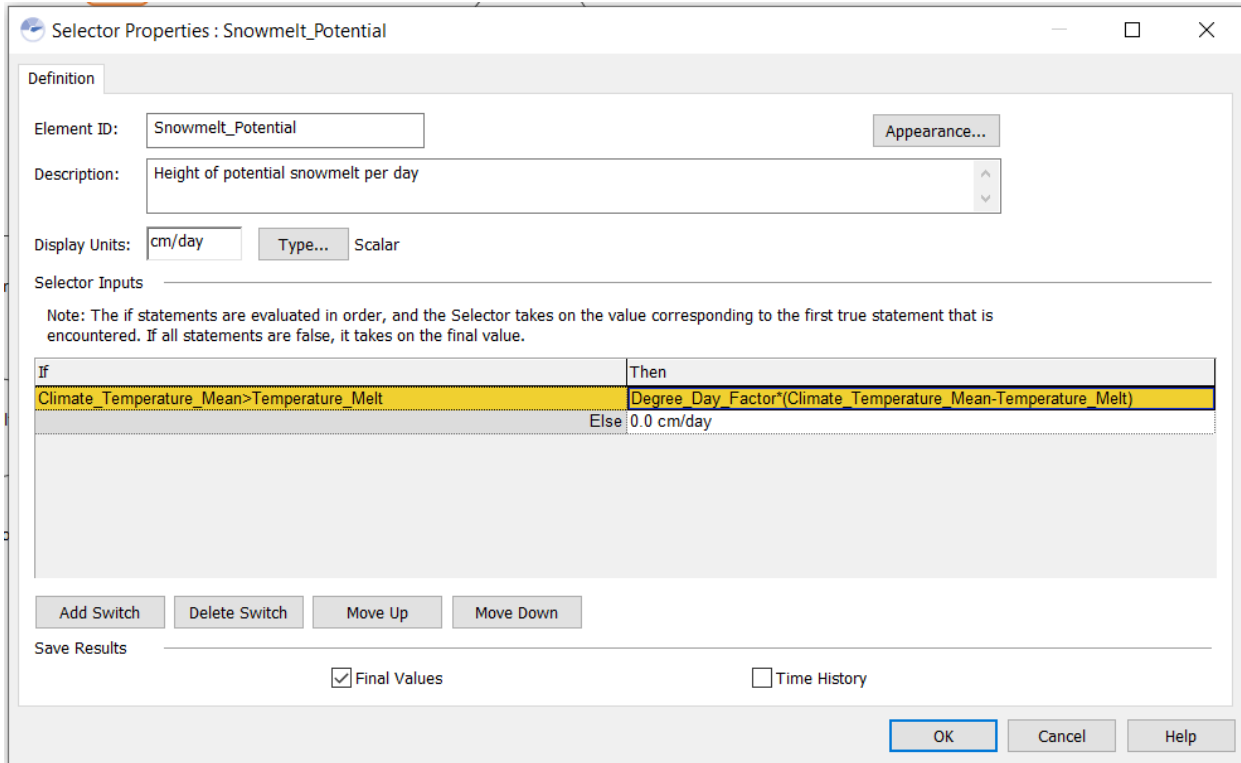 Selector Properties : Snowmelt_Potential
Definition
Element ID: Snowmelt_Potential Appearance...
Description: Height of potential snowmelt per day
Display Units: cm/day Type... Scalar
Selector Inputs
Note: The if statements are evaluated in order, and the Selector takes on the value corresponding to the first true statement that is
encountered. If all statements are false, it takes on the final value.
If Then
Climate_Temperature_Mean>Temperature_Melt Degree_Day_Factor*(Climate_Temperature_Mean-Temperature_Melt)
Else 0.0 cm/day
Add Switch Delete Switch Move Up Move Down
Save Results
Final Values Time History
OK Cancel Help